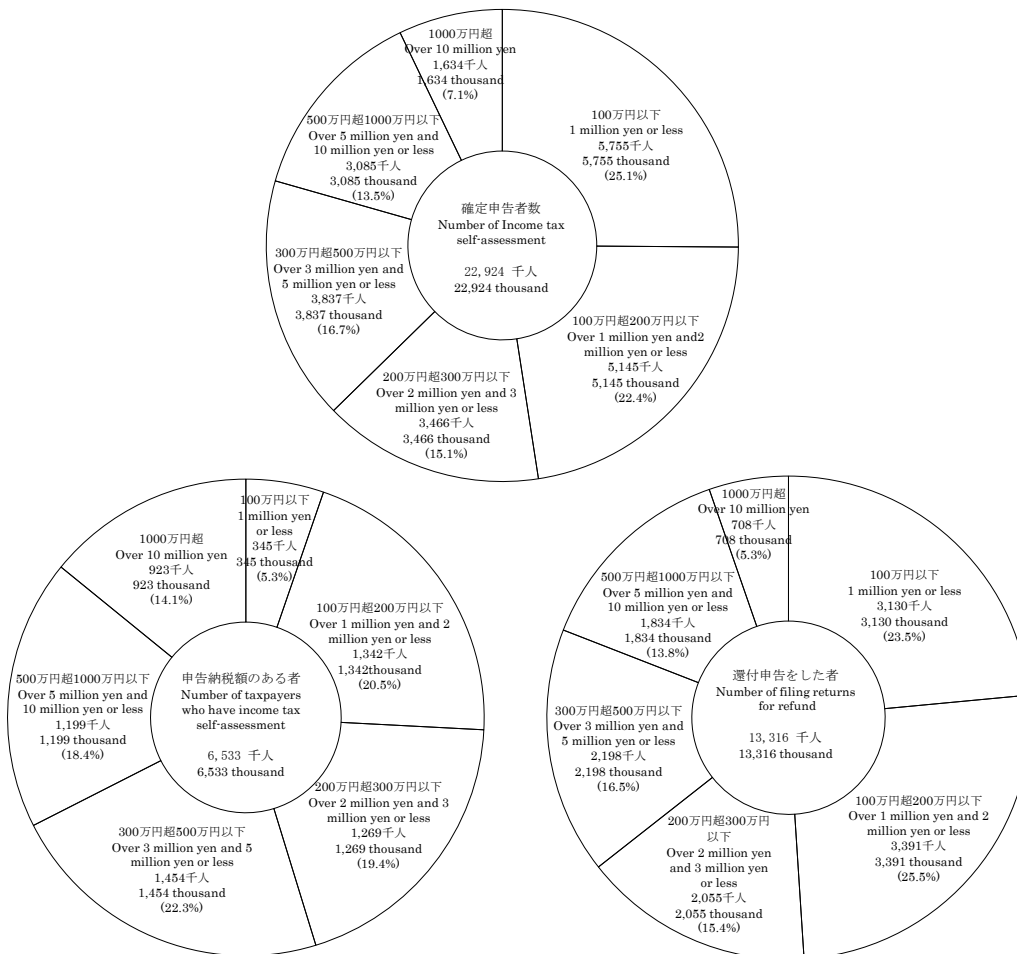 1000万円超
Over 10 million yen
1,634千人
1,634 thousand
(7.1%)
100万円以下
1 million yen or less
5,755千人
5,755 thousand
(25.1%)
500万円超1000万円以下
Over 5 million yen and
10 million yen or less
3,085千人
3,085 thousand
(13.5%)
確定申告者数
Number of Income tax
self-assessment
22,924 千人
22,924 thousand
300万円超500万円以下
Over 3 million yen and
5 million yen or less
3,837千人
3,837 thousand
(16.7%)
100万円超200万円以下
Over 1 million yen and2
million yen or less
5,145千人
5,145 thousand
(22.4%)
200万円超300万円以下
Over 2 million yen and 3
million yen or less
3,466千人
3,466 thousand
(15.1%)
100万円以下
1 million yen
or less
345千人
345 thousand
(5.3%)
1000万円超
Over 10 million yen
923千人
923 thousand
(14.1%)
100万円超200万円以下
Over 1 million yen and 2
million yen or less
1,342千人
1,342thousand
(20.5%)
500万円超1000万円以下
Over 5 million yen and
10 million yen or less
1,199千人
1,199 thousand
(18.4%)
申告納税額のある者
Number of taxpayers
who have income tax
self-assessment
6,533 千人
6,533 thousand
200万円超300万円以下
Over 2 million yen and 3
million yen or less
1,269千人
1,269 thousand
(19.4%)
300万円超500万円以下
Over 3 million yen and 5
million yen or less
1,454千人
1,454 thousand
(22.3%)
1000万円超
Over 10 million yen
708千人
708 thousand
(5.3%)
100万円以下
1 million yen or less
3,130千人
3,130 thousand
(23.5%)
500万円超1000万円以下
Over 5 million yen and
10 million yen or less
1,834千人
1,834 thousand
(13.8%)
還付申告をした者
Number of filing returns
for refund
13,316 千人
13,316 thousand
300万円超500万円以下
Over 3 million yen and
5 million yen or less
2,198千人
2,198 thousand
(16.5%)
100万円超200万円以下
Over 1 million yen and 2
million yen or less
3,391千人
3,391 thousand
(25.5%)
200万円超300万円
以下
Over 2 million yen
and 3 million yen
or less
2,055千人
2,055 thousand
(15.4%)